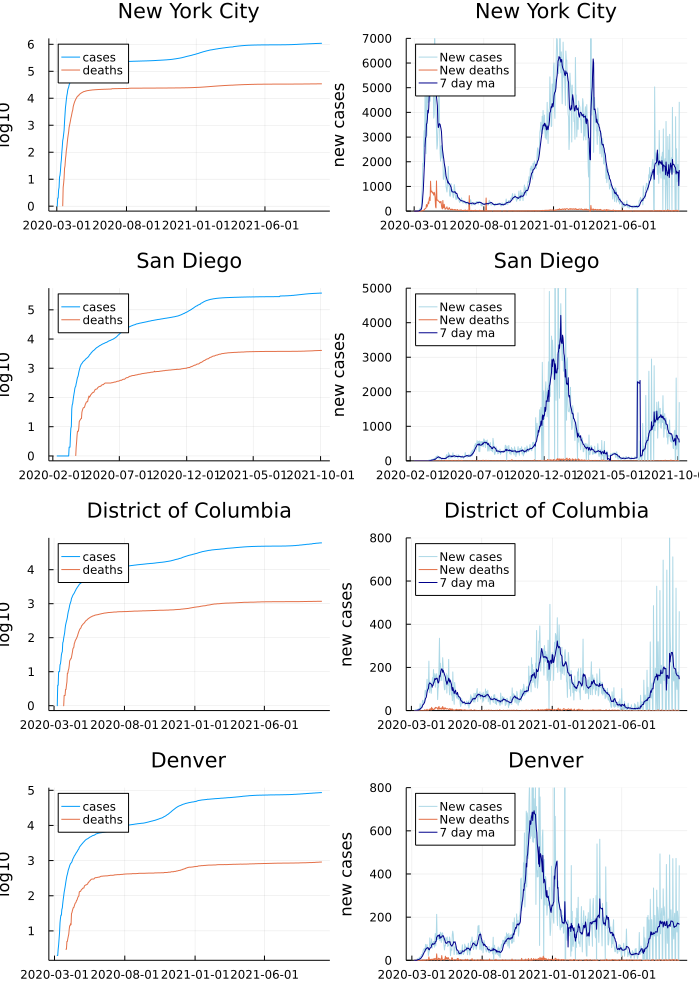 New York City
log10
6
5
4
3
2
1
0
cases
deaths
2020-03-01 2020-08-01 2021-01-01 2021-06-01
New York City
new cases
7000
6000
5000
4000
3000
2000
1000
0
New cases
New deaths
7 day ma
2020-03-01 2020-08-01 2021-01-01 2021-06-01
San Diego
log10
5
4
3
2
1
0
cases
deaths
2020-02-01 2020-07-01 2020-12-01 2021-05-01 2021-10-01
San Diego
new cases
5000
4000
3000
2000
1000
0
New cases
New deaths
7 day ma
2020-02-01 2020-07-01 2020-12-01 2021-05-01 2021-10-0
District of Columbia
log10
4
3
2
1
0
cases
deaths
2020-03-01 2020-08-01 2021-01-01 2021-06-01
District of Columbia
new cases
800
600
400
200
0
New cases
New deaths
7 day ma
2020-03-01 2020-08-01 2021-01-01 2021-06-01
Denver
log10
5
4
3
2
1
cases
deaths
2020-03-01 2020-08-01 2021-01-01 2021-06-01
Denver
new cases
800
600
400
200
0
New cases
New deaths
7 day ma
2020-03-01 2020-08-01 2021-01-01 2021-06-01